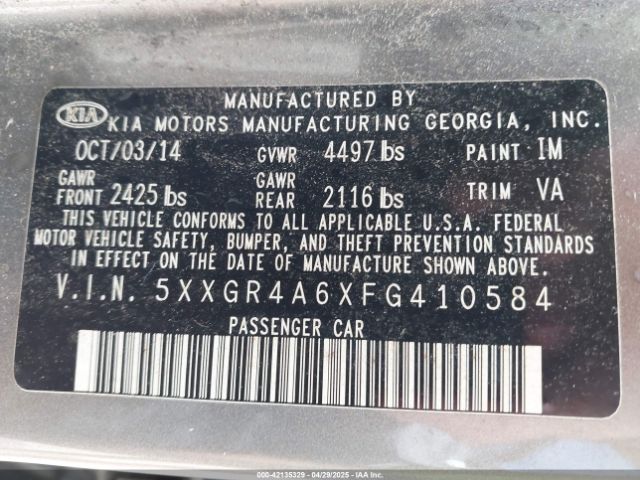 MANUFACTURED BY
KIA KIA MOTORS MANUFACTURING GEORGIA, INC.
OCT/03/14 GVWR 4497 lbs PAINT IM
GAWR FRONT 2425 lbs GAWR REAR 2116 lbs TRIM VA
THIS VEHICLE CONFORMS TO ALL APPLICABLE U.S.A. FEDERAL
MOTOR VEHICLE SAFETY, BUMPER, AND THEFT PREVENTION STANDARDS
IN EFFECT ON THE DATE OF MANUFACTURE SHOWN ABOVE.
V.I.N. 5XXGR4A6XFG410584
PASSENGER CAR
000-42135329 04/29/2025 IAAI, Inc. Copyright